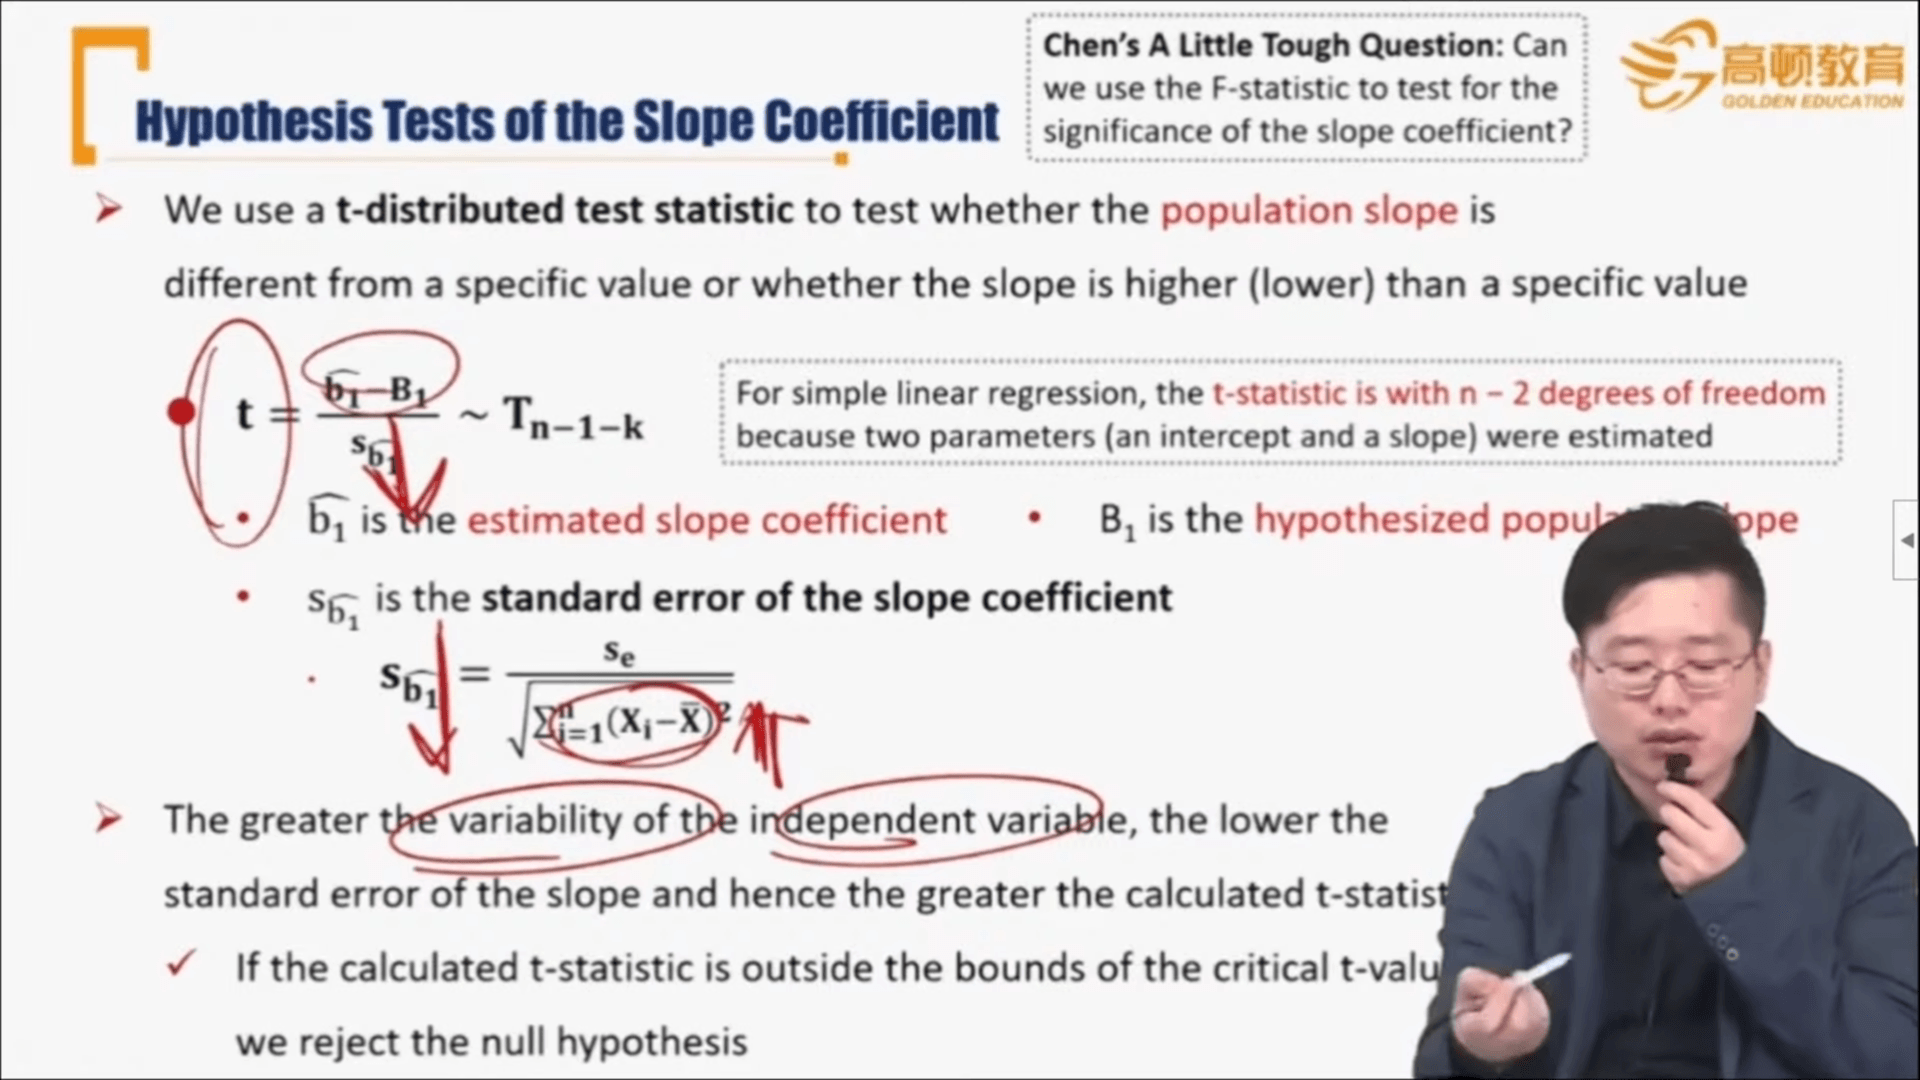 Chen's A Little Tough Question: Can
we use the F-statistic to test for the
significance of the slope coefficient?
高顿教育
GOLDEN EDUCATION
Hypothesis Tests of the Slope Coefficient
We use a t-distributed test statistic to test whether the population slope is
different from a specific value or whether the slope is higher (lower) than a specific value
t = \frac{\widehat{b_1} - B_1}{s_{\widehat{b_1}}} ~ T_{n-1-k}
For simple linear regression, the t-statistic is with n – 2 degrees of freedom
because two parameters (an intercept and a slope) were estimated
• \widehat{b_1} is the estimated slope coefficient
• B_1 is the hypothesized
• s_{\widehat{b_1}} is the standard error of the slope coefficient
s_{\widehat{b_1}} = \frac{s_e}{\sqrt{\sum_{i=1}^{n}(X_i - \bar{X})^2}}
The greater the variability of the independent variable, the lower the
standard error of the slope and hence the greater the calculated
✓ If the calculated t-statistic is outside the bounds of the critical
we reject the null hypothesis